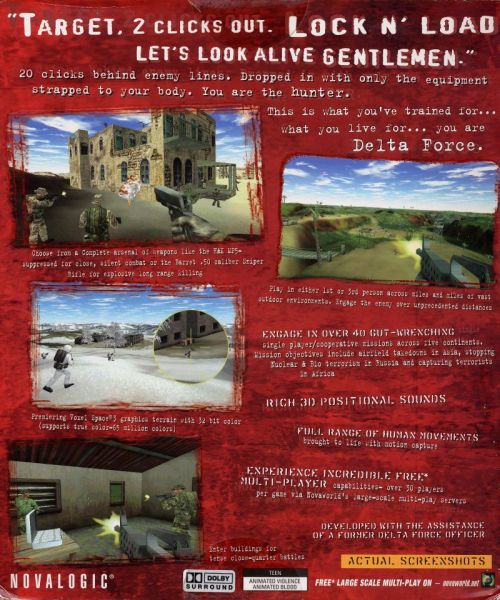 "TARGET, 2 CLICKS OUT. LOCK N' LOAD
LET'S LOOK ALIVE GENTLEMEN."
20 clicks behind enemy lines. Dropped in with only the equipment
strapped to your body. You are the hunter.
This is what you've trained for...
what you live for... you are
Delta Force.
Choose from a Complete arsenal of weapons like the H&K MP5-
suppressed for close, silent combat or the Barret .50 caliber Sniper
Rifle for explosive long range killing
Play in either 1st or 3rd person across miles and miles of vast
outdoor environments. Engage the enemy over unprecedented distances
ENGAGE IN OVER 40 GUT-WRENCHING
single player/cooperative missions across five continents.
Mission objectives include airfield takedowns in Asia, stopping
Nuclear & Bio terrorism in Russia and capturing terrorists
in Africa
Premiering Voxel Space®3 graphics terrain with 32 bit color
(supports true color-65 million colors)
RICH 3D POSITIONAL SOUNDS
FULL RANGE OF HUMAN MOVEMENTS
brought to life with motion capture
EXPERIENCE INCREDIBLE FREE*
MULTI-PLAYER capabilities- over 30 players
per game via NovaWorld's large-scale multi-play servers
DEVELOPED WITH THE ASSISTANCE
OF A FORMER DELTA FORCE OFFICER
Enter buildings for
tense close-quarter battles
ACTUAL SCREENSHOTS
NOVALOGIC®
DOLBY
SURROUND
TEEN
ANIMATED VIOLENCE
ANIMATED BLOOD
FREE* LARGE SCALE MULTI-PLAY ON - novaworld.net